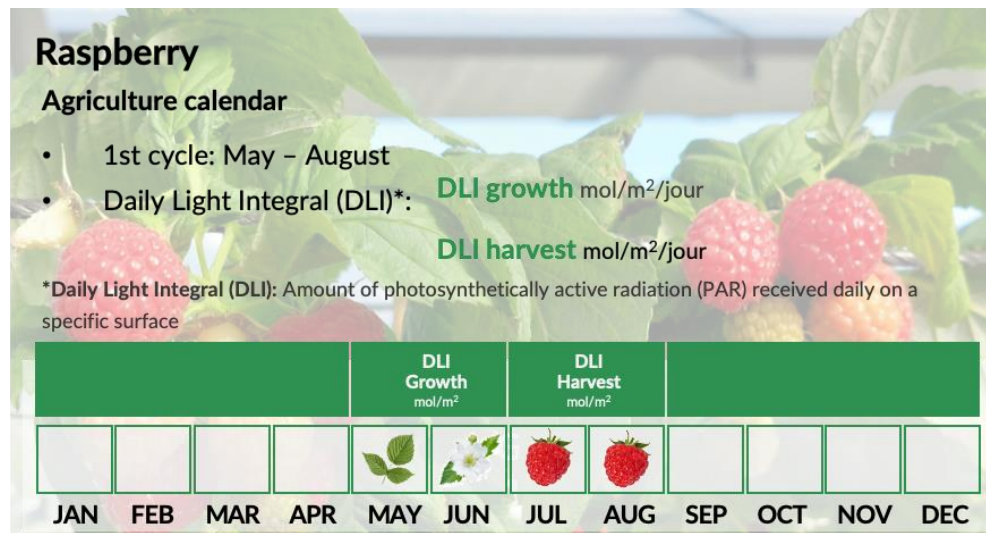 Raspberry
Agriculture calendar
• 1st cycle: May – August
• Daily Light Integral (DLI)*:
DLI growth mol/m²/jour
DLI harvest mol/m²/jour
*Daily Light Integral (DLI): Amount of photosynthetically active radiation (PAR) received daily on a
specific surface
DLI
Growth
mol/m²
DLI
Harvest
mol/m²
JAN FEB MAR APR MAY JUN JUL AUG SEP OCT NOV DEC